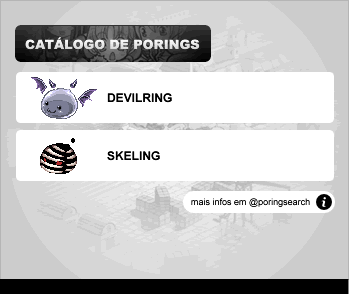 CATÁLOGO DE PORINGS
DEVILRING
SKELING
mais infos em @poringsearch i